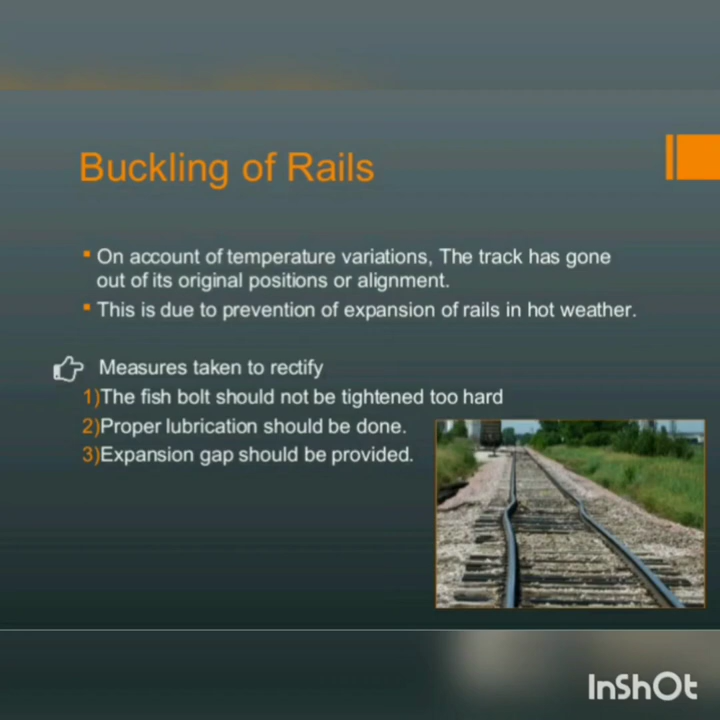 Buckling of Rails
On account of temperature variations, The track has gone
out of its original positions or alignment.
This is due to prevention of expansion of rails in hot weather.
Measures taken to rectify
1)The fish bolt should not be tightened too hard
2)Proper lubrication should be done.
3)Expansion gap should be provided.
InShOt